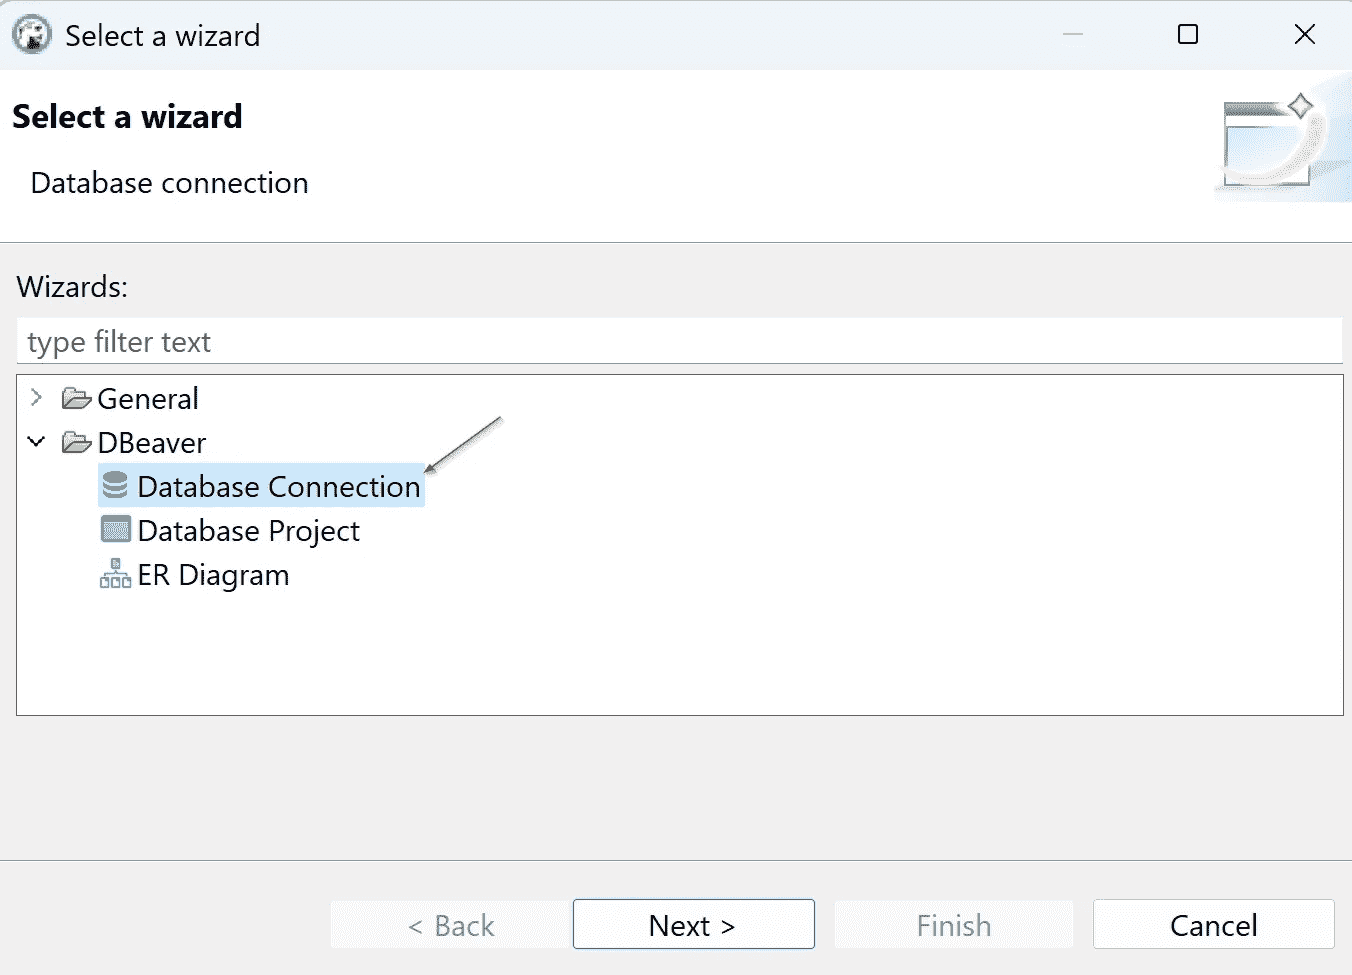 Select a wizard
Select a wizard
Database connection
Wizards:
type filter text
General
DBeaver
Database Connection
Database Project
ER Diagram
< Back Next > Finish Cancel